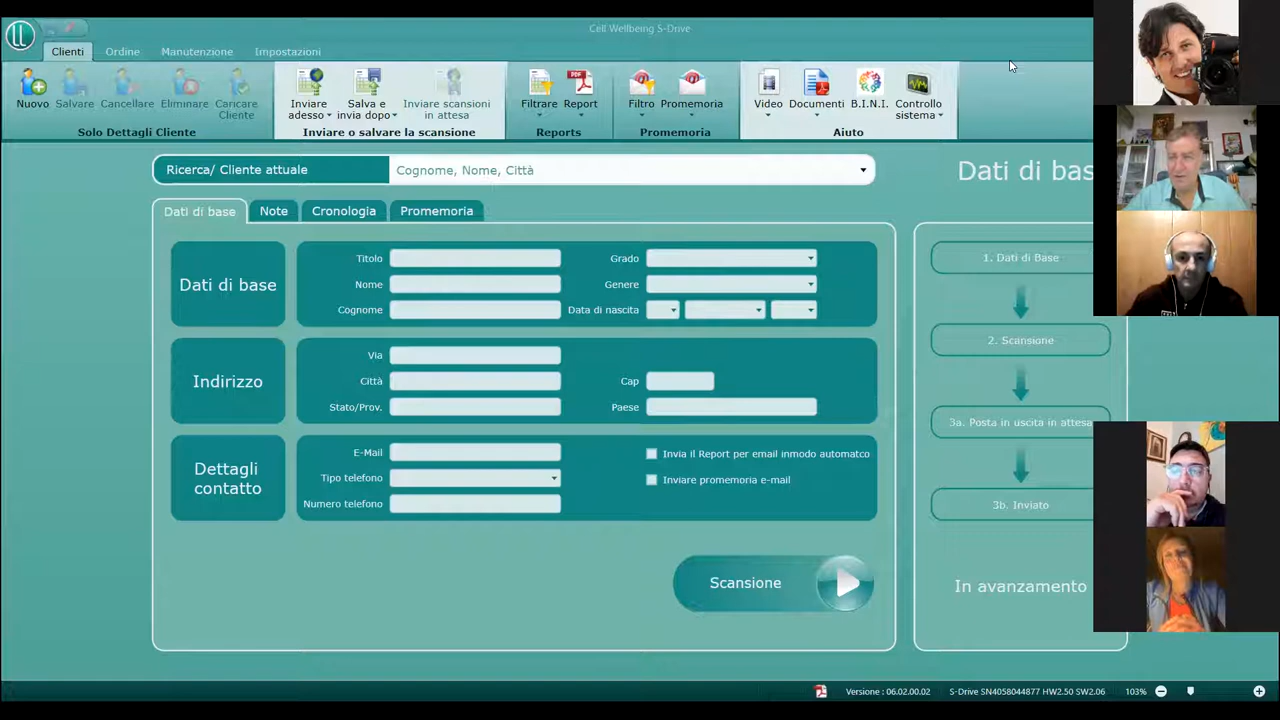 Cell Wellbeing S-Drive
Clienti Ordine Manutenzione Impostazioni
Nuovo Salvare Cancellare Eliminare Caricare Cliente
Solo Dettagli Cliente
Inviare adesso Salva e invia dopo Inviare scansioni in attesa
Inviare o salvare la scansione
Filtrare Report
Reports
Filtro Promemoria
Promemoria
Video Documenti B.I.N.I. Controllo sistema
Aiuto
Ricerca/ Cliente attuale Cognome, Nome, Città
Dati di bas
Dati di base Note Cronologia Promemoria
Dati di base
Titolo Grado
Nome Genere
Cognome Data di nascita
Indirizzo
Via
Città Cap
Stato/Prov. Paese
Dettagli contatto
E-Mail Invia il Report per email inmodo automatco
Tipo telefono Inviare promemoria e-mail
Numero telefono
Scansione
1. Dati di Base
2. Scansione
3a. Posta in uscita in attesa
3b. Inviato
In avanzamento
Versione : 06.02.00.02 S-Drive SN4058044877 HW2.50 SW2.06 103%